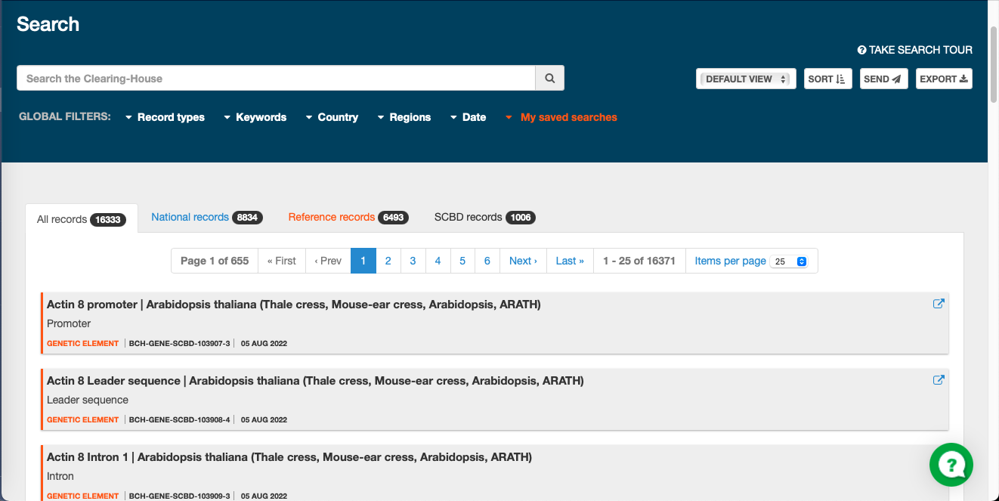 Search
TAKE SEARCH TOUR
Search the Clearing-House
DEFAULT VIEW SORT SEND EXPORT
GLOBAL FILTERS: Record types Keywords Country Regions Date My saved searches
All records 16333 National records 8834 Reference records 6493 SCBD records 1006
Page 1 of 655 « First ‹ Prev 1 2 3 4 5 6 Next › Last » 1 - 25 of 16371 Items per page 25
Actin 8 promoter | Arabidopsis thaliana (Thale cress, Mouse-ear cress, Arabidopsis, ARATH)
Promoter
GENETIC ELEMENT | BCH-GENE-SCBD-103907-3 | 05 AUG 2022
Actin 8 Leader sequence | Arabidopsis thaliana (Thale cress, Mouse-ear cress, Arabidopsis, ARATH)
Leader sequence
GENETIC ELEMENT | BCH-GENE-SCBD-103908-4 | 05 AUG 2022
Actin 8 Intron 1 | Arabidopsis thaliana (Thale cress, Mouse-ear cress, Arabidopsis, ARATH)
Intron
GENETIC ELEMENT | BCH-GENE-SCBD-103909-3 | 05 AUG 2022